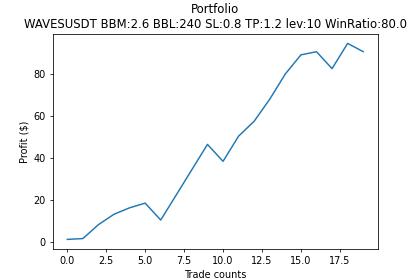 Portfolio
WAVESUSDT BBM:2.6 BBL:240 SL:0.8 TP:1.2 lev:10 WinRatio:80.0
80
60
40
20
0
Profit ($)
0.0 2.5 5.0 7.5 10.0 12.5 15.0 17.5
Trade counts